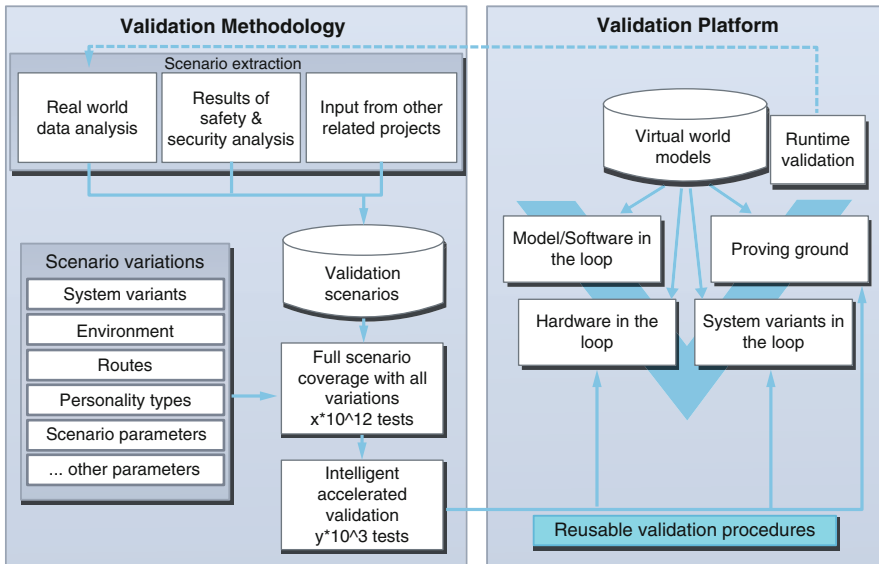 Validation Methodology
Scenario extraction
Real world
data analysis
Results of
safety &
security analysis
Input from other
related projects
Validation
scenarios
Scenario variations
System variants
Environment
Routes
Personality types
Scenario parameters
... other parameters
Full scenario
coverage with all
variations
x*10^12 tests
Intelligent
accelerated
validation
y*10^3 tests
Validation Platform
Virtual world
models
Runtime
validation
Model/Software in
the loop
Proving ground
Hardware in the
loop
System variants in
the loop
Reusable validation procedures